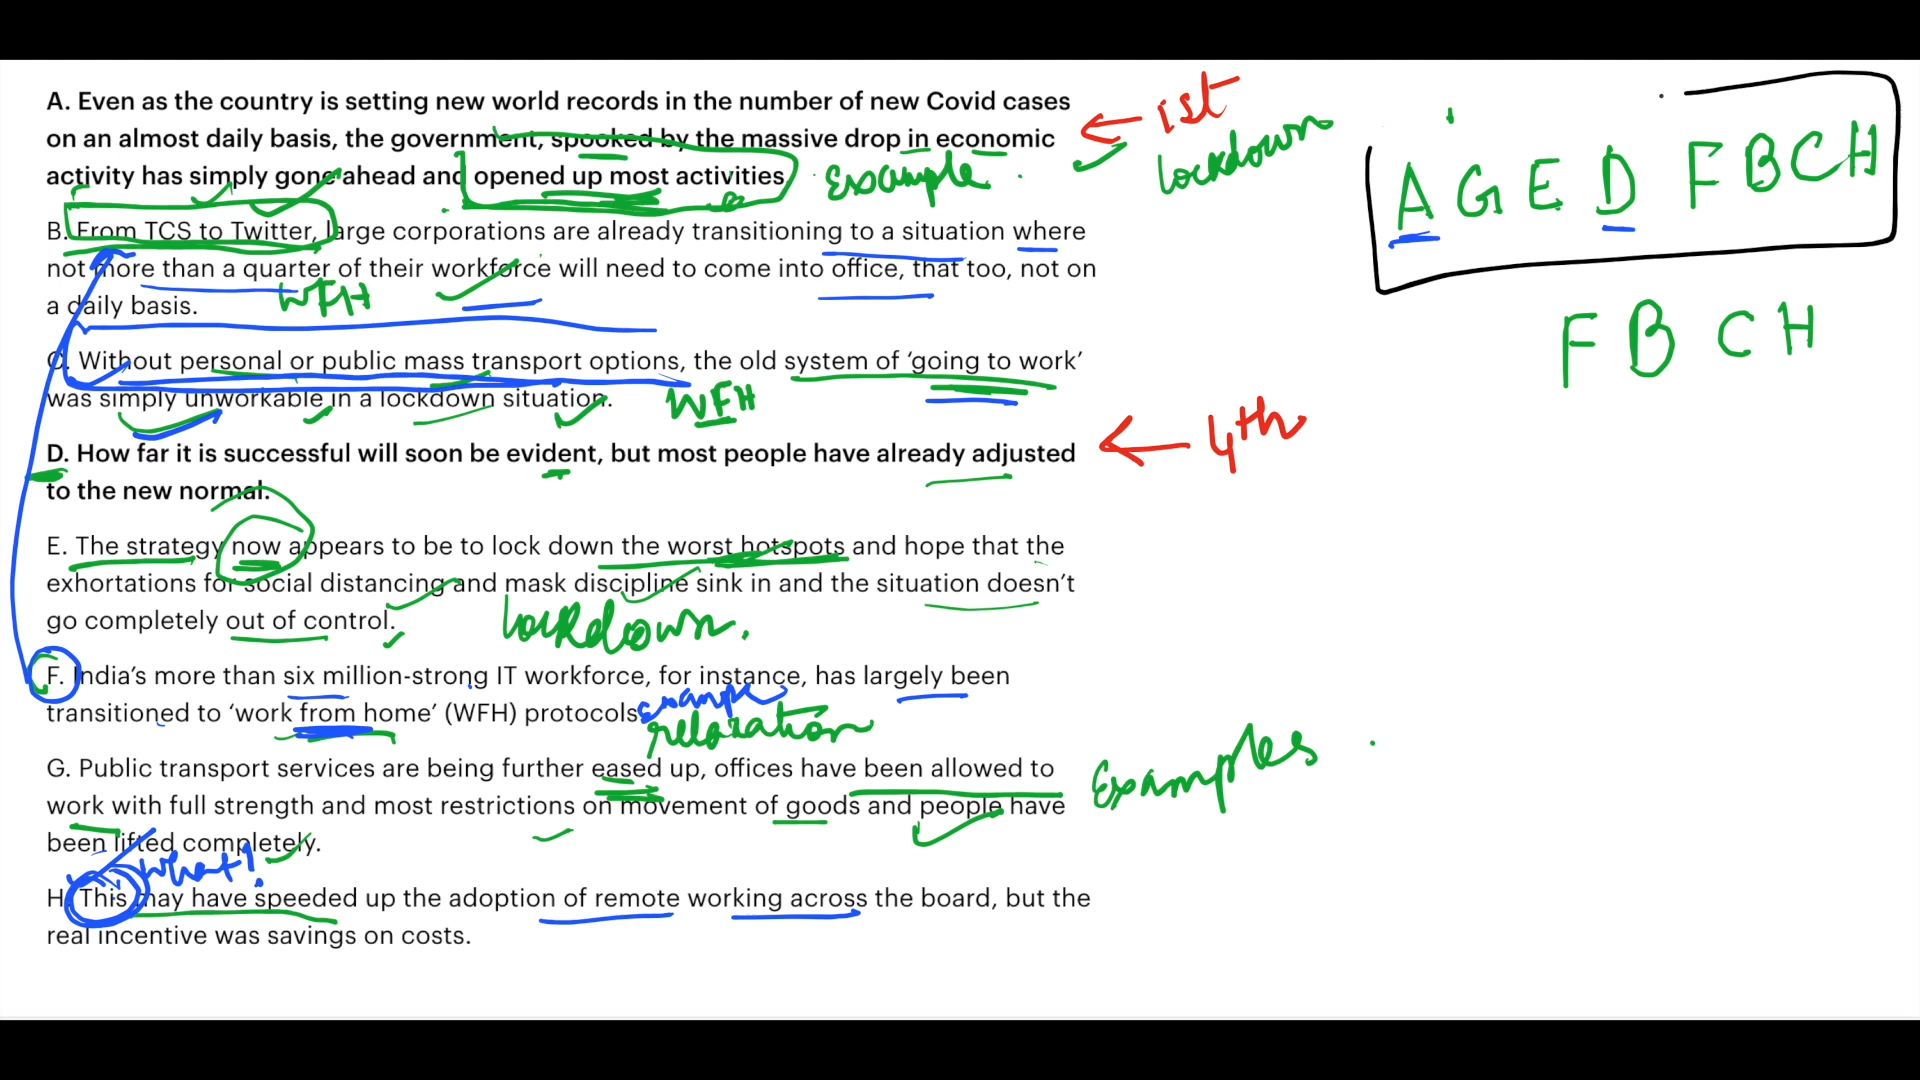 A. Even as the country is setting new world records in the number of new Covid cases
on an almost daily basis, the government, spooked by the massive drop in economic
activity has simply gone ahead and opened up most activities
Example
← 1st
lockdown
A G E D F B C H
B. From TCS to Twitter, large corporations are already transitioning to a situation where
not more than a quarter of their workforce will need to come into office, that too, not on
a daily basis.
WFH
F B C H
C. Without personal or public mass transport options, the old system of ‘going to work’
was simply unworkable in a lockdown situation.
WFH
← 4th
D. How far it is successful will soon be evident, but most people have already adjusted
to the new normal.
E. The strategy now appears to be to lock down the worst hotspots and hope that the
exhortations for social distancing and mask discipline sink in and the situation doesn’t
go completely out of control.
lockdown.
F. India’s more than six million-strong IT workforce, for instance, has largely been
transitioned to ‘work from home’ (WFH) protocols
example
relaxation
G. Public transport services are being further eased up, offices have been allowed to
work with full strength and most restrictions on movement of goods and people have
been lifted completely.
Examples
what?
H. This may have speeded up the adoption of remote working across the board, but the
real incentive was savings on costs.